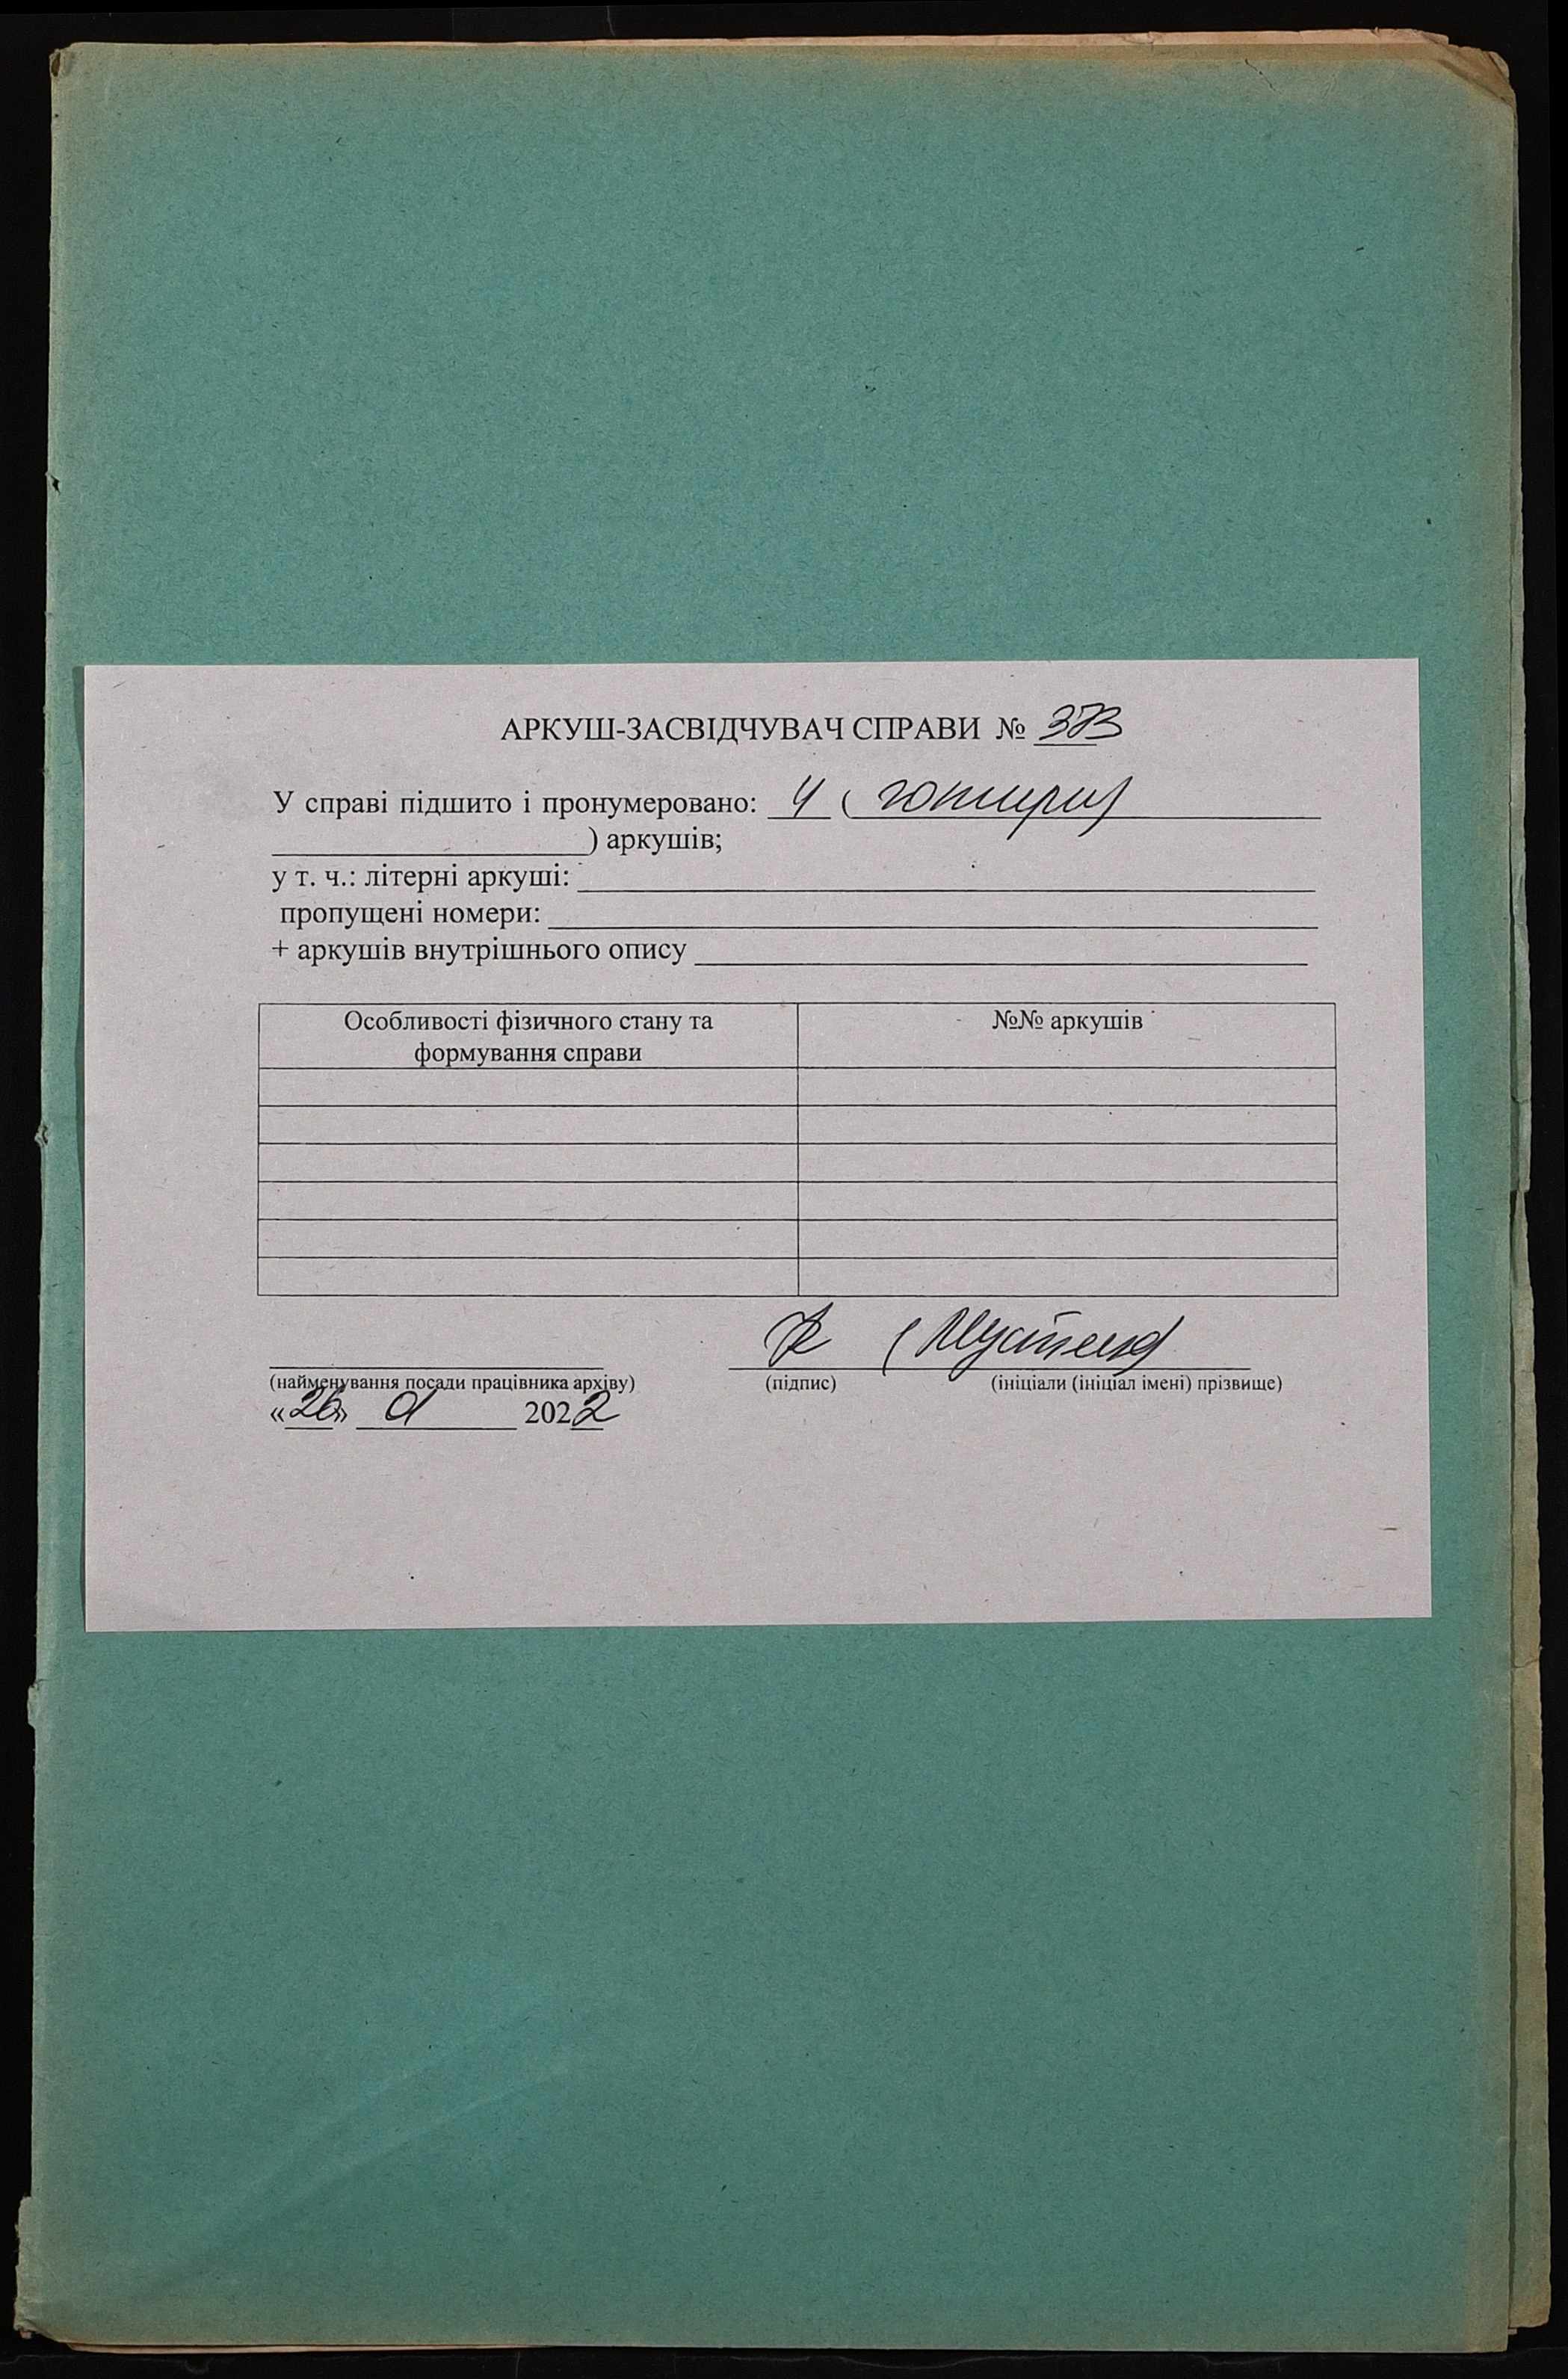 АРКУШ-ЗАСВІДЧУВАЧ СПРАВИ № 373
У справі підшито і пронумеровано: 4 ( чотири)
) аркушів;
у т. ч.: літерні аркуші:
пропущені номери:
+ аркушів внутрішнього опису
Особливості фізичного стану та формування справи
№№ аркушів
(найменування посади працівника архіву)
(підпис)
(ініціали (ініціал імені) прізвище)
«26» 2022